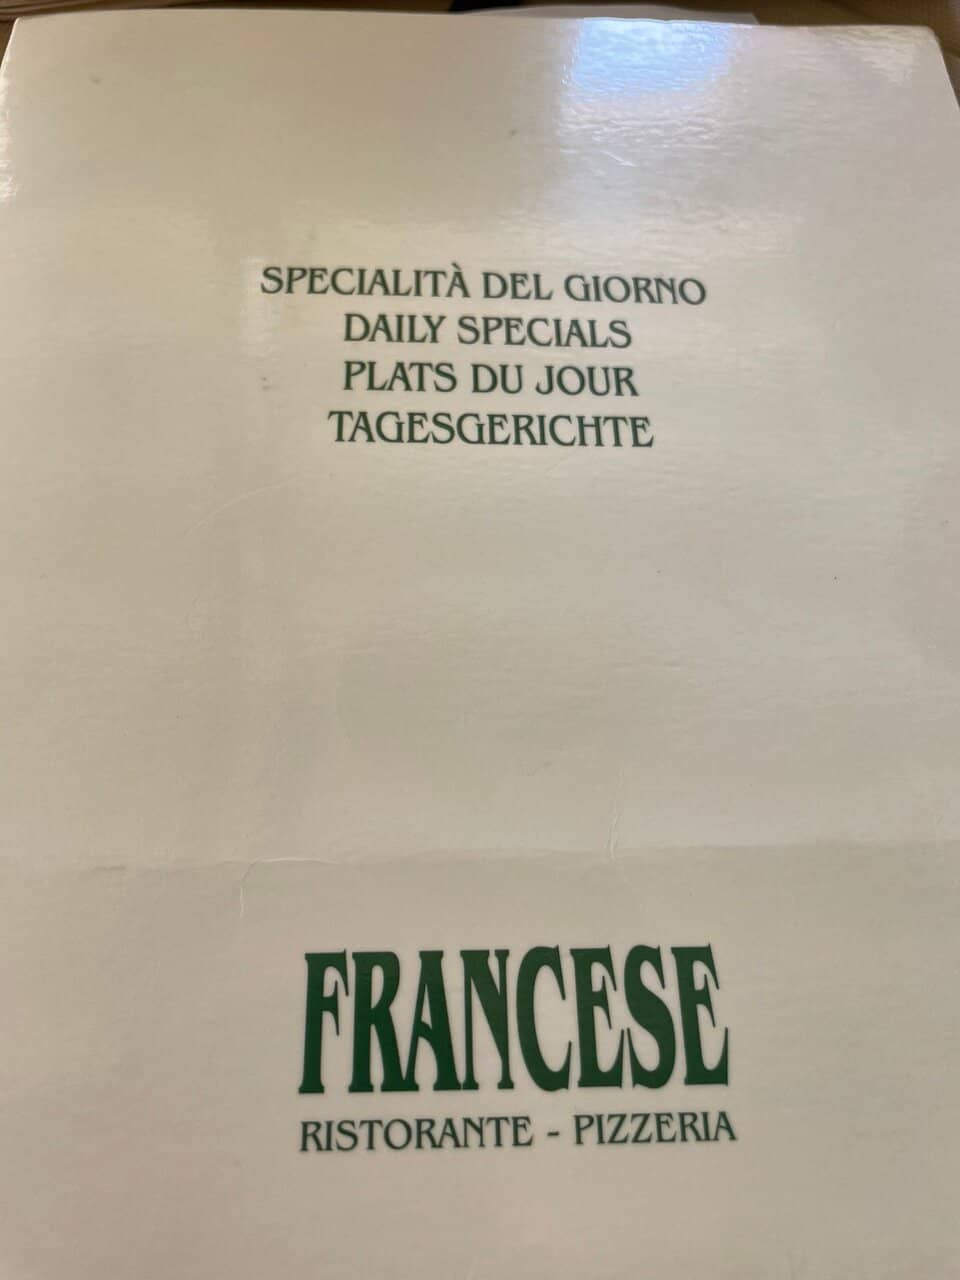 SPECIALITÀ DEL GIORNO
DAILY SPECIALS
PLATS DU JOUR
TAGESGERICHTE
FRANCESE
RISTORANTE - PIZZERIA